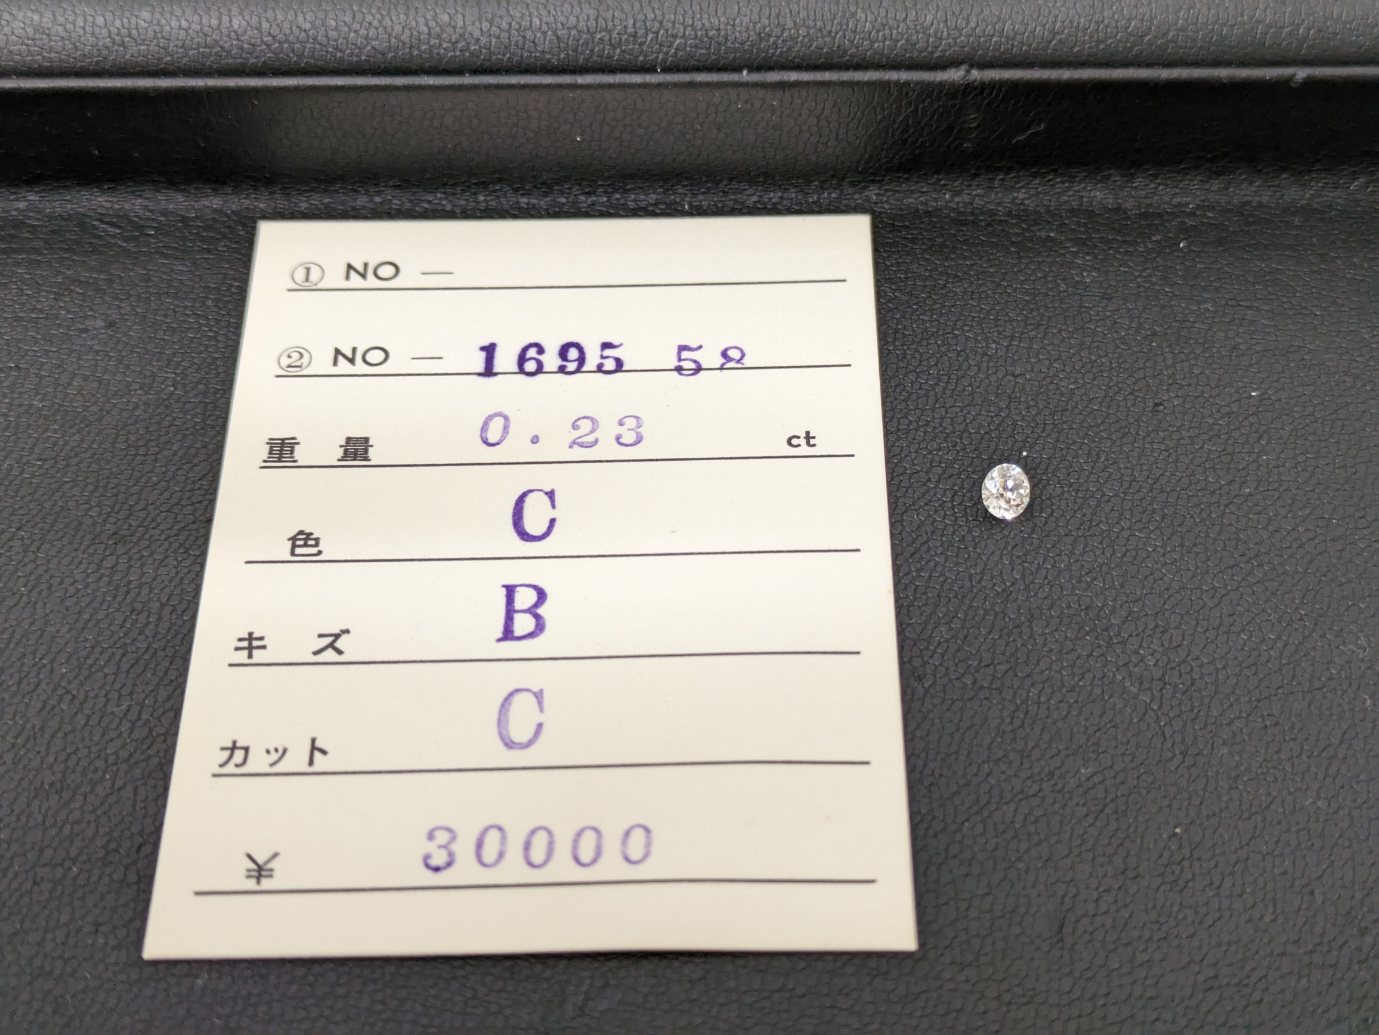 ① NO —
② NO — 1695 58
重量 0.23 ct
色 C
キズ B
カット C
¥ 30000